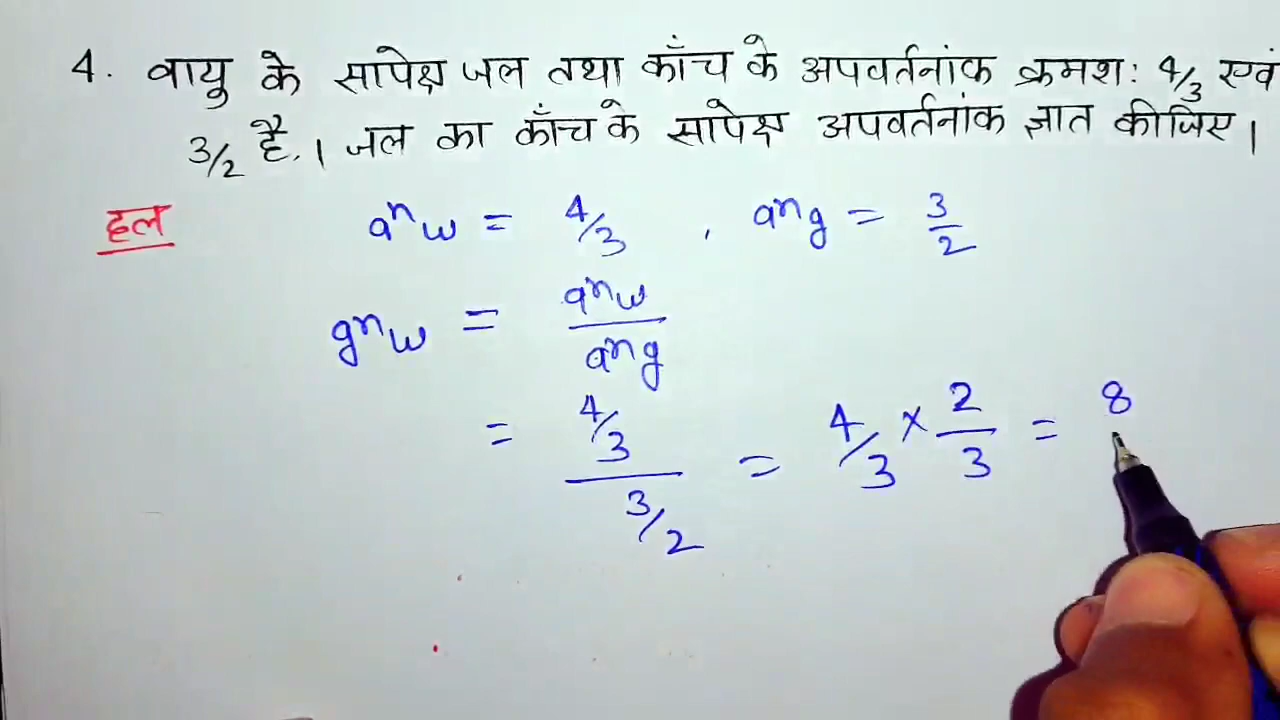 4. वायु के सापेक्ष जल तथा काँच के अपवर्तनांक क्रमशः 4/3 एवं
3/2 है.। जल का काँच के सापेक्ष अपवर्तनांक ज्ञात कीजिए।
हल anw = 4/3 , ang = 3/2
gnw = anw/ang
= 4/3 / 3/2 = 4/3 × 2/3 = 8